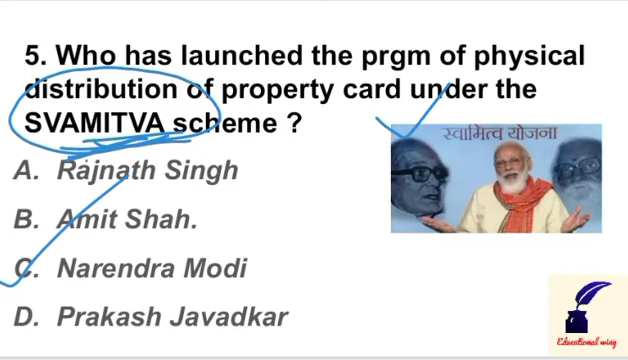 5. Who has launched the prgm of physical
distribution of property card under the
SVAMITVA scheme ?
स्वामित्व योजना
A. Rajnath Singh
B. Amit Shah.
C. Narendra Modi
D. Prakash Javadkar
Educational wing